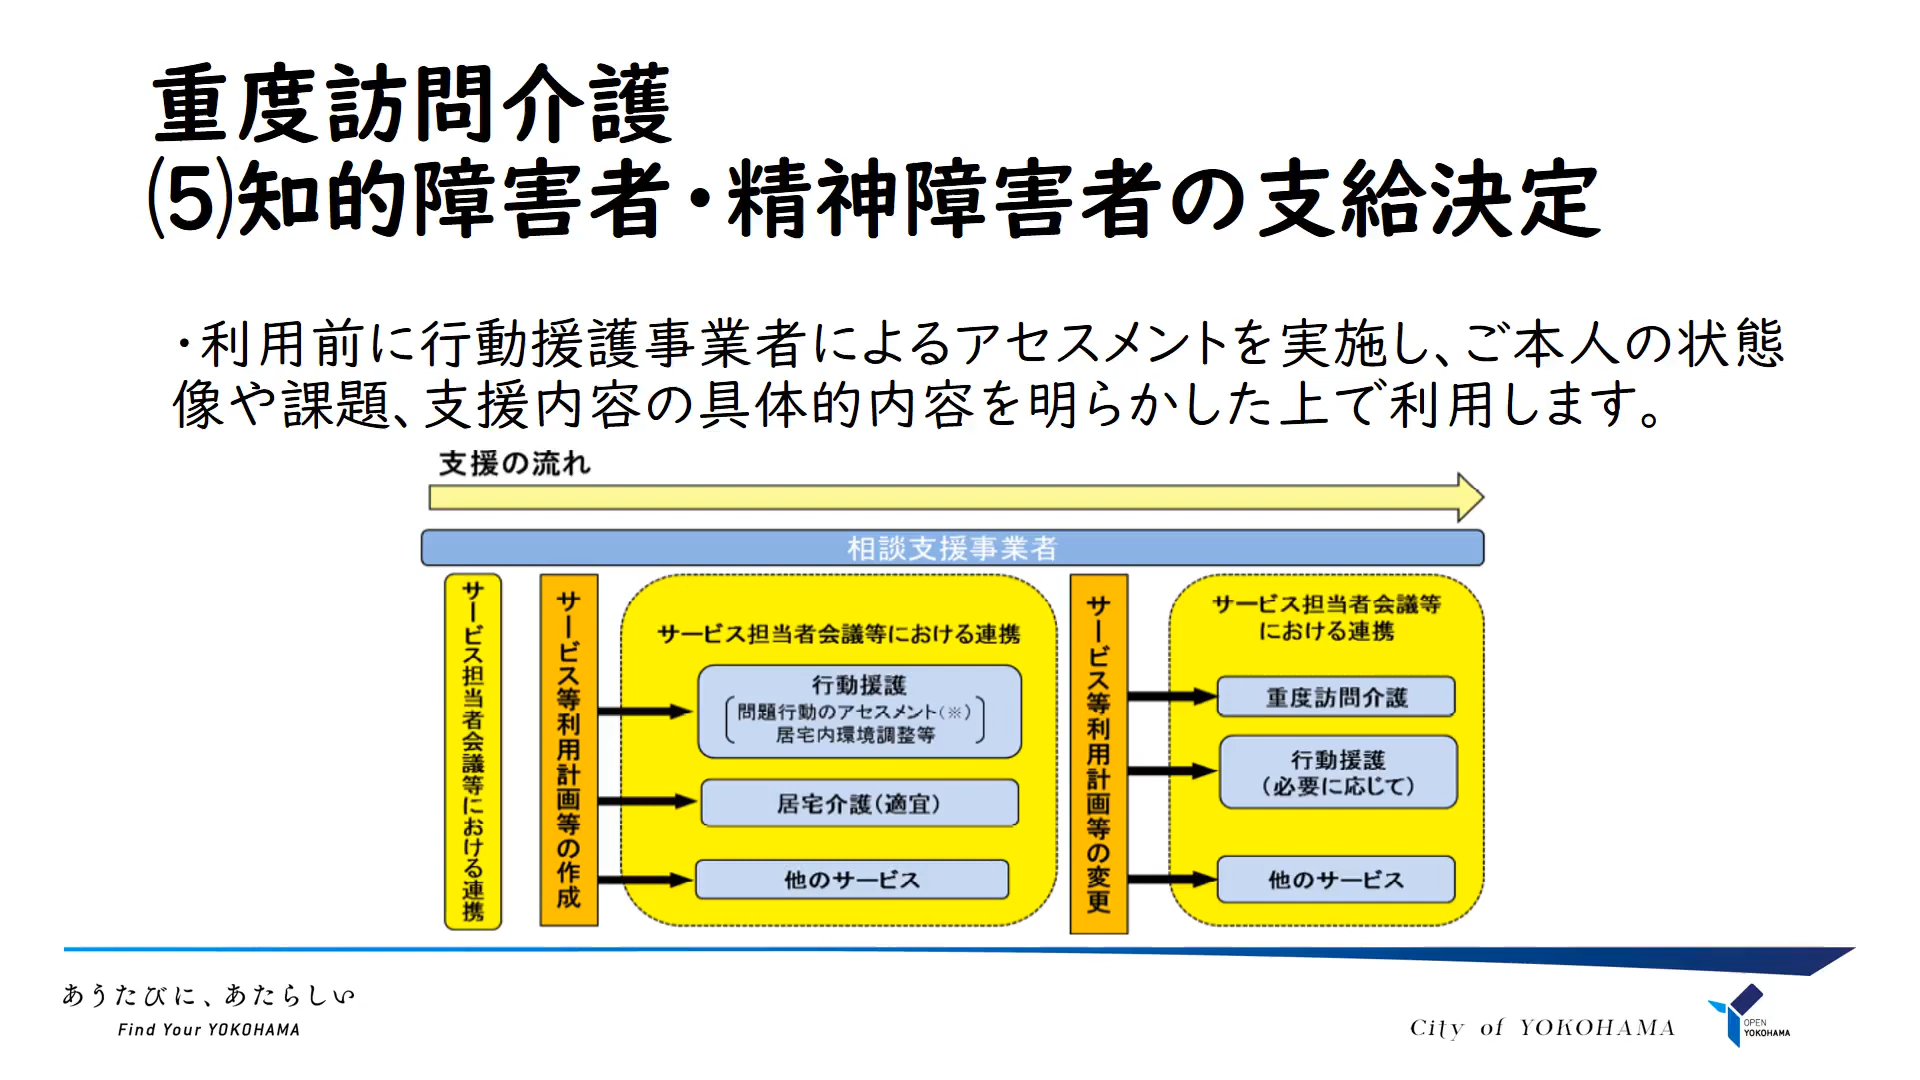 重度訪問介護
⑸知的障害者・精神障害者の支給決定
・利用前に行動援護事業者によるアセスメントを実施し、ご本人の状態
像や課題、支援内容の具体的内容を明らかした上で利用します。
支援の流れ
相談支援事業者
サービス担当者会議等における連携
サービス等利用計画等の作成
サービス担当者会議等における連携
行動援護
問題行動のアセスメント(※)
居宅内環境調整等
居宅介護(適宜)
他のサービス
サービス等利用計画等の変更
サービス担当者会議等
における連携
重度訪問介護
行動援護
(必要に応じて)
他のサービス
あうたびに、あたらしい
Find Your YOKOHAMA
City of YOKOHAMA
OPEN
YOKOHAMA